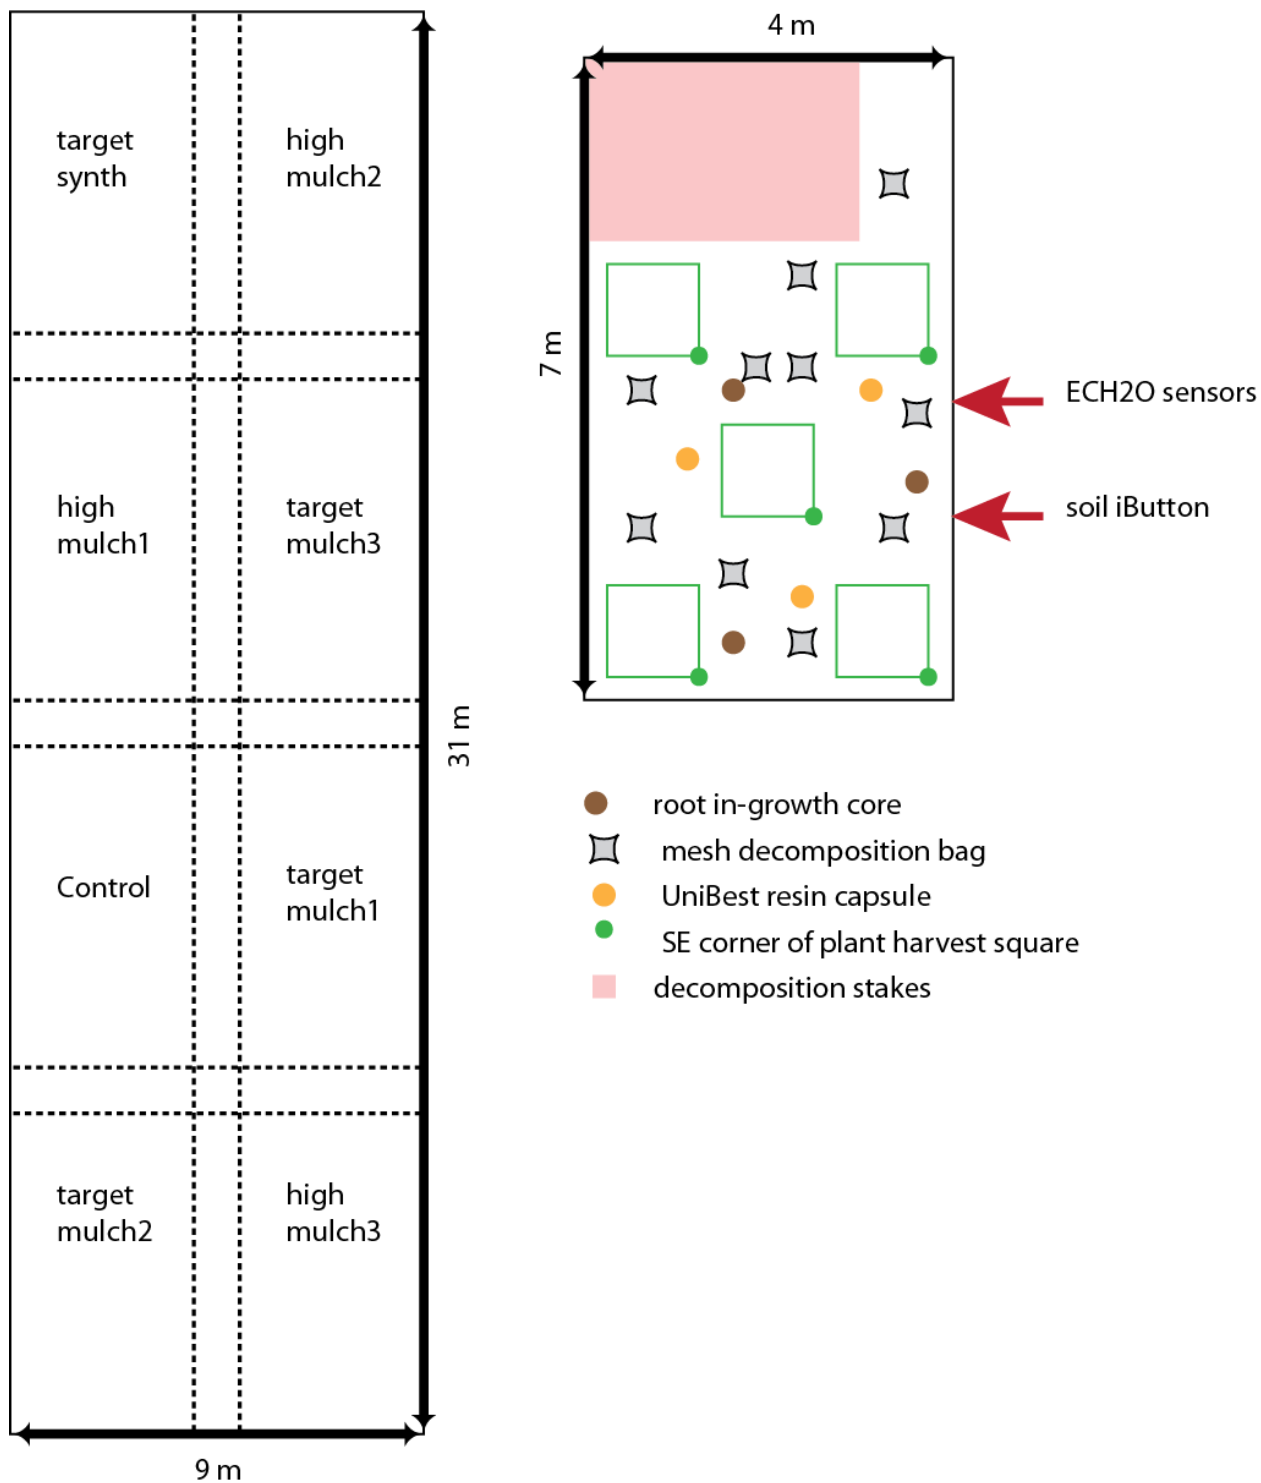 target
synth
high
mulch2
high
mulch1
target
mulch3
Control
target
mulch1
target
mulch2
high
mulch3
31 m
9 m
4 m
7 m
ECH2O sensors
soil iButton
root in-growth core
mesh decomposition bag
UniBest resin capsule
SE corner of plant harvest square
decomposition stakes